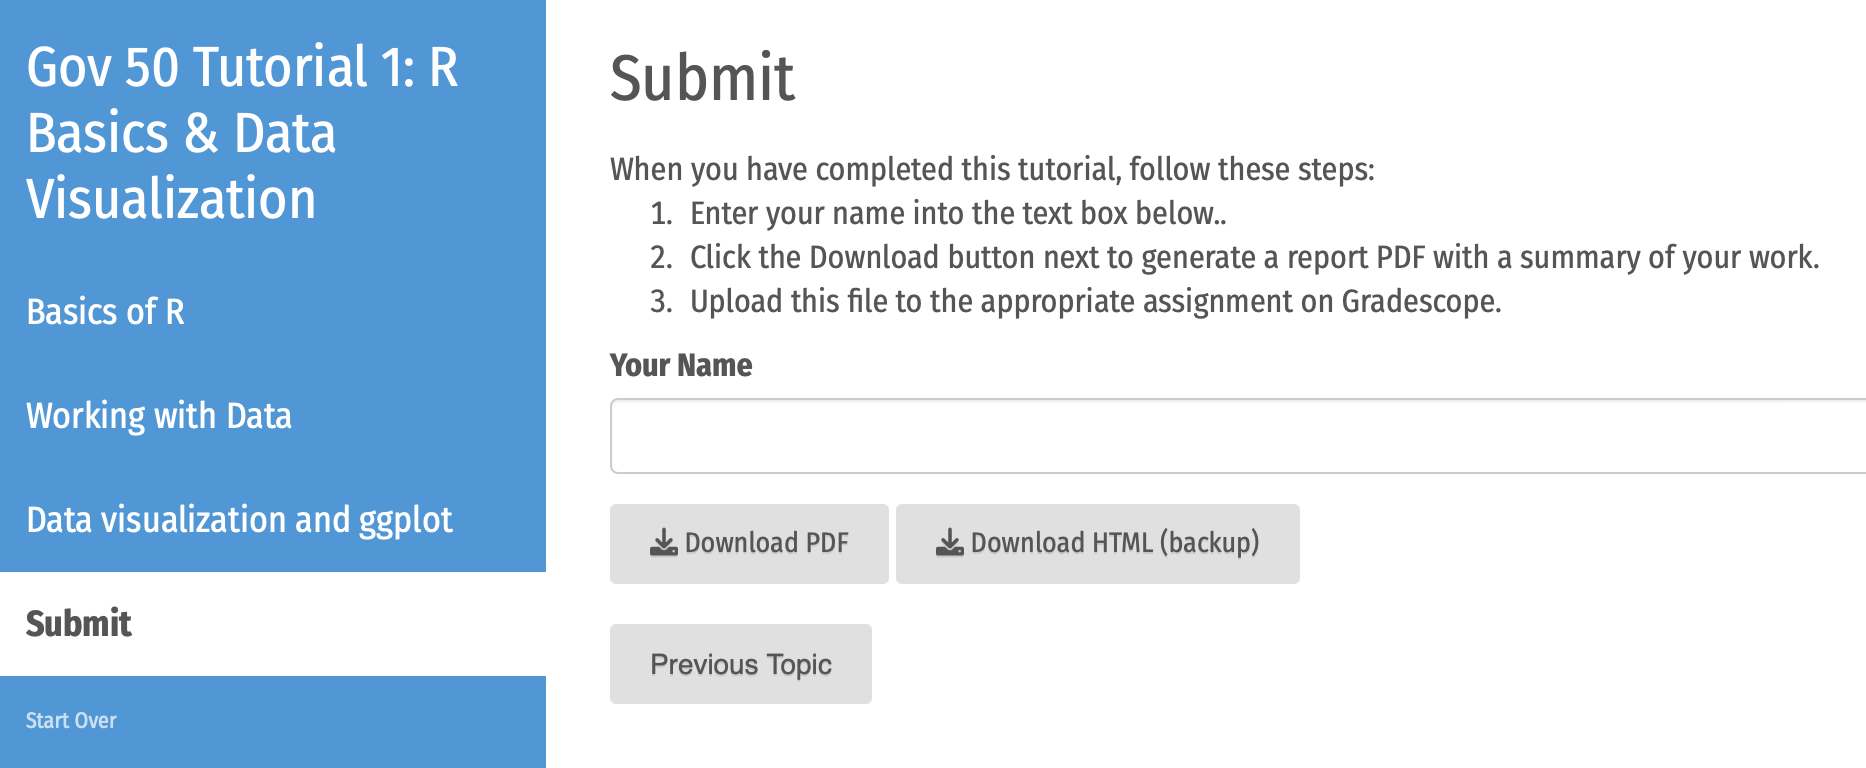 Gov 50 Tutorial 1: R
Basics & Data
Visualization
Basics of R
Working with Data
Data visualization and ggplot
Submit
Start Over
Submit
When you have completed this tutorial, follow these steps:
1. Enter your name into the text box below..
2. Click the Download button next to generate a report PDF with a summary of your work.
3. Upload this file to the appropriate assignment on Gradescope.
Your Name
Download PDF
Download HTML (backup)
Previous Topic